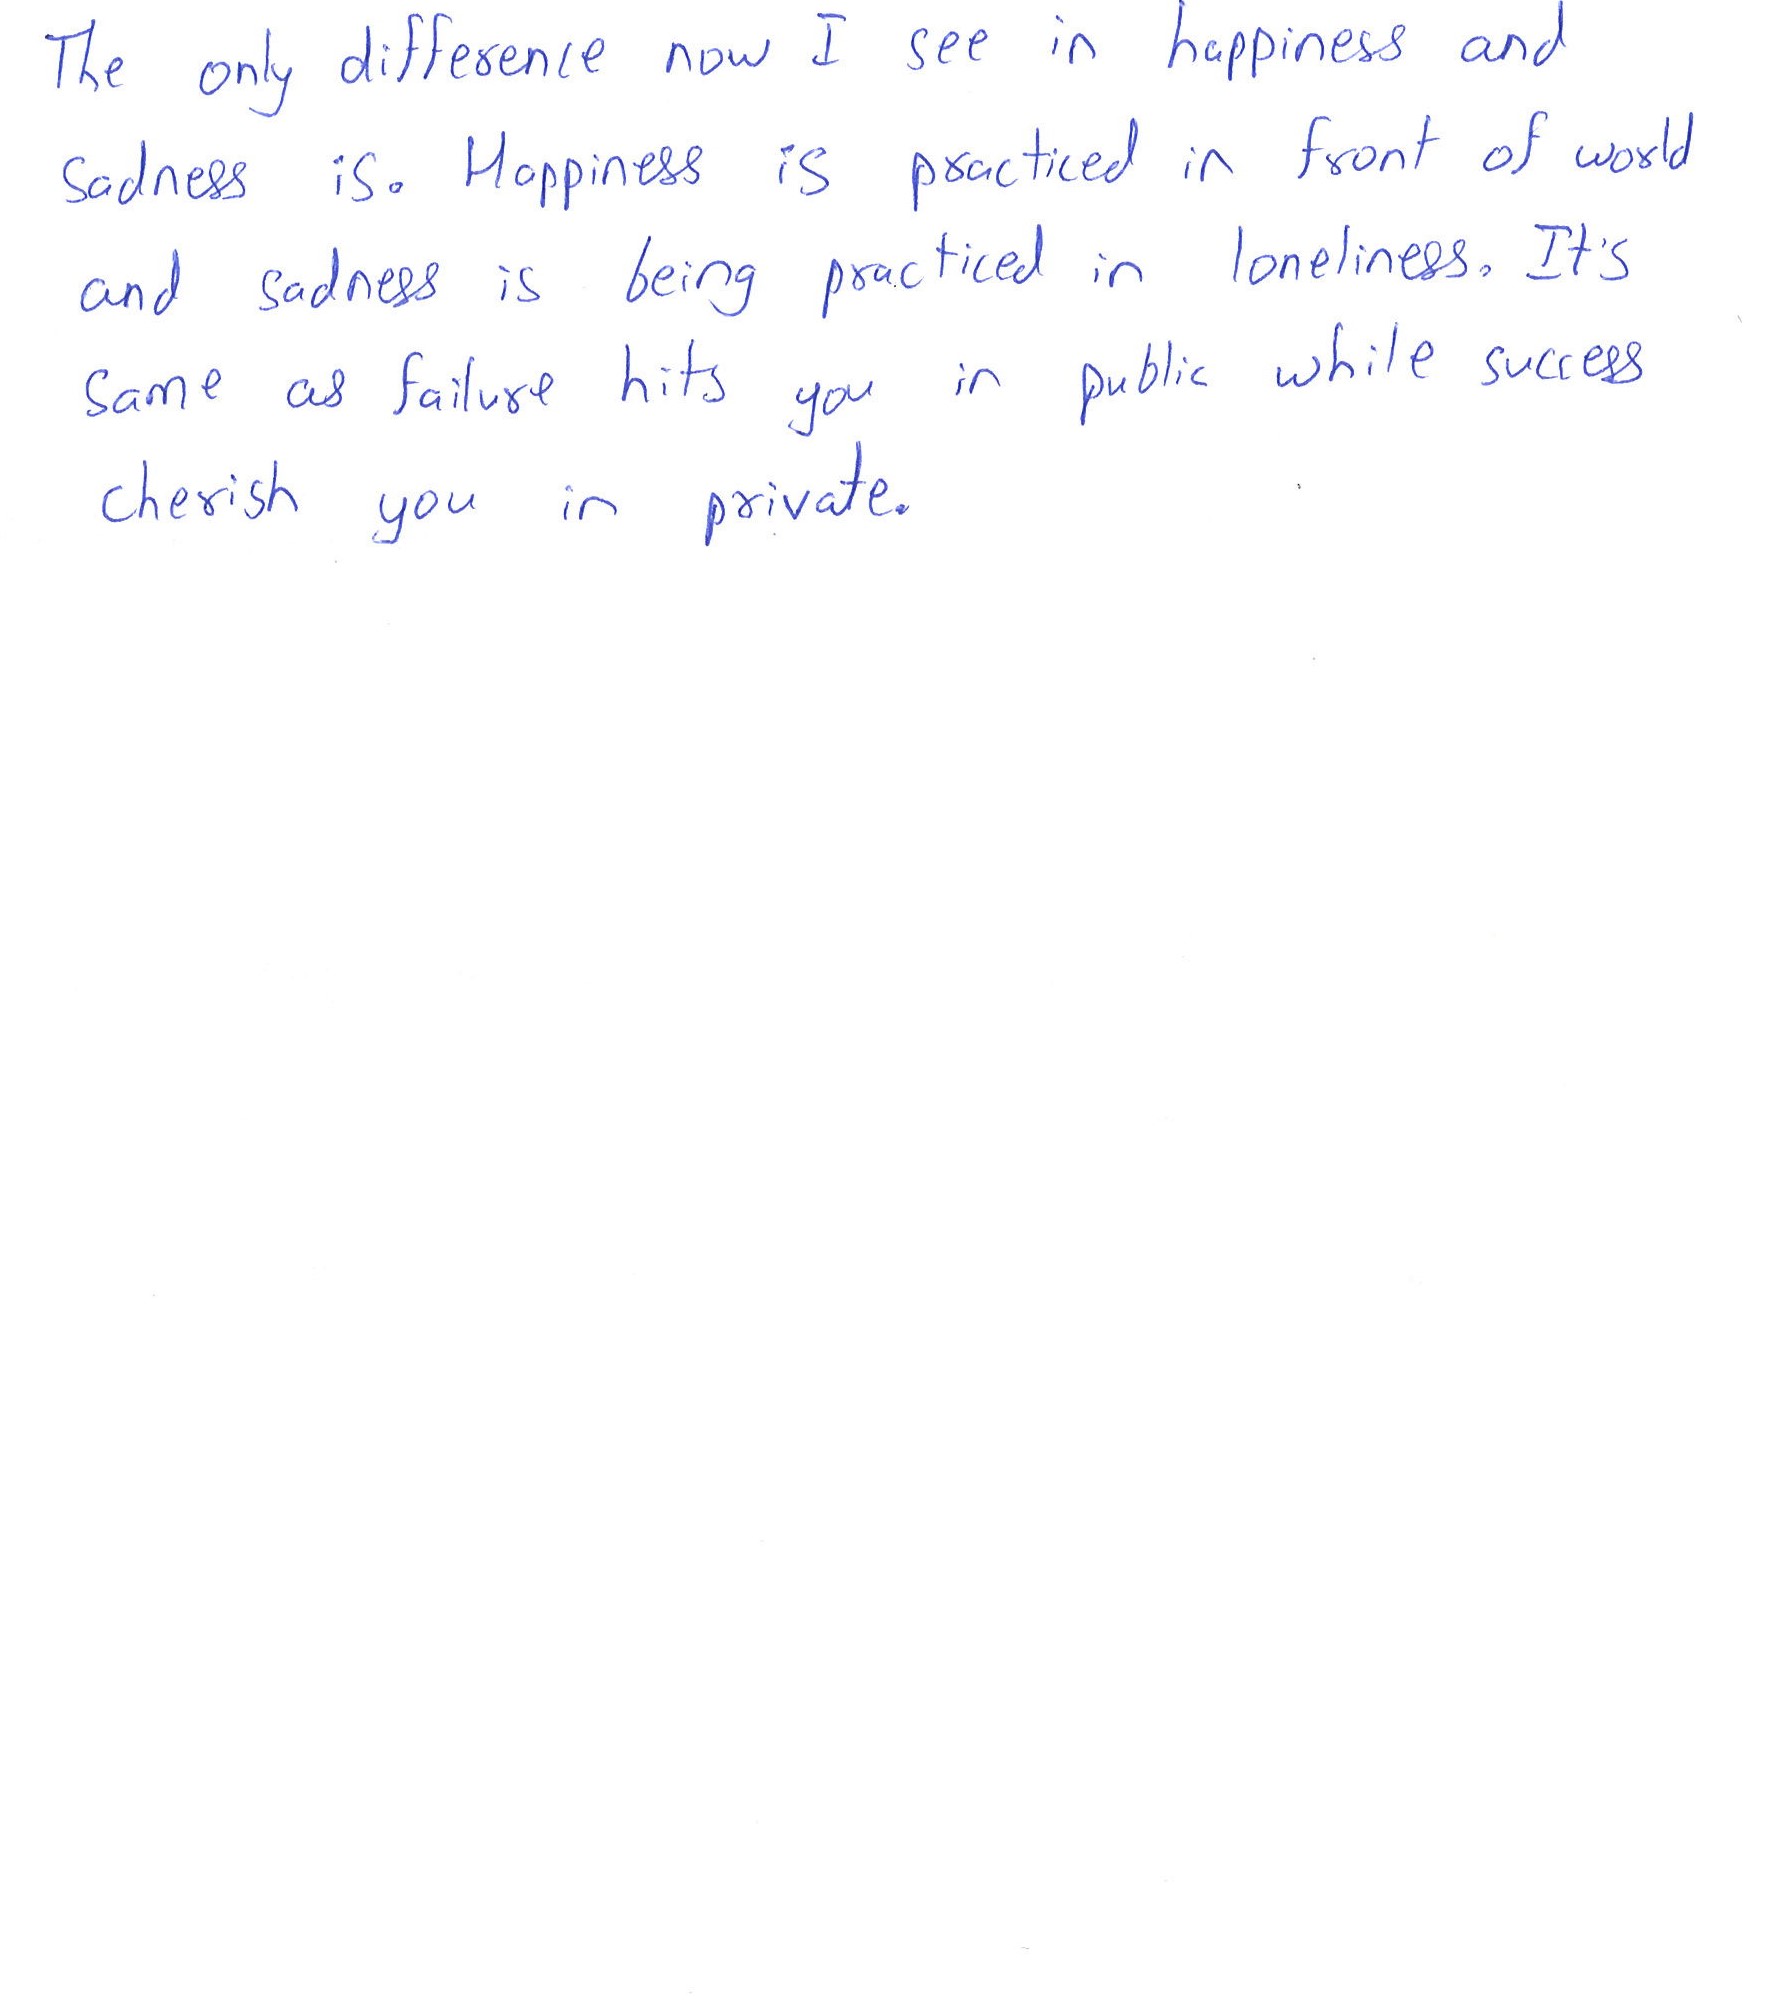 The only difference now I see in happiness and
sadness is. Happiness is practiced in front of world
and sadness is being practiced in loneliness. It's
same as failure hits you in public while success
cherish you in private.